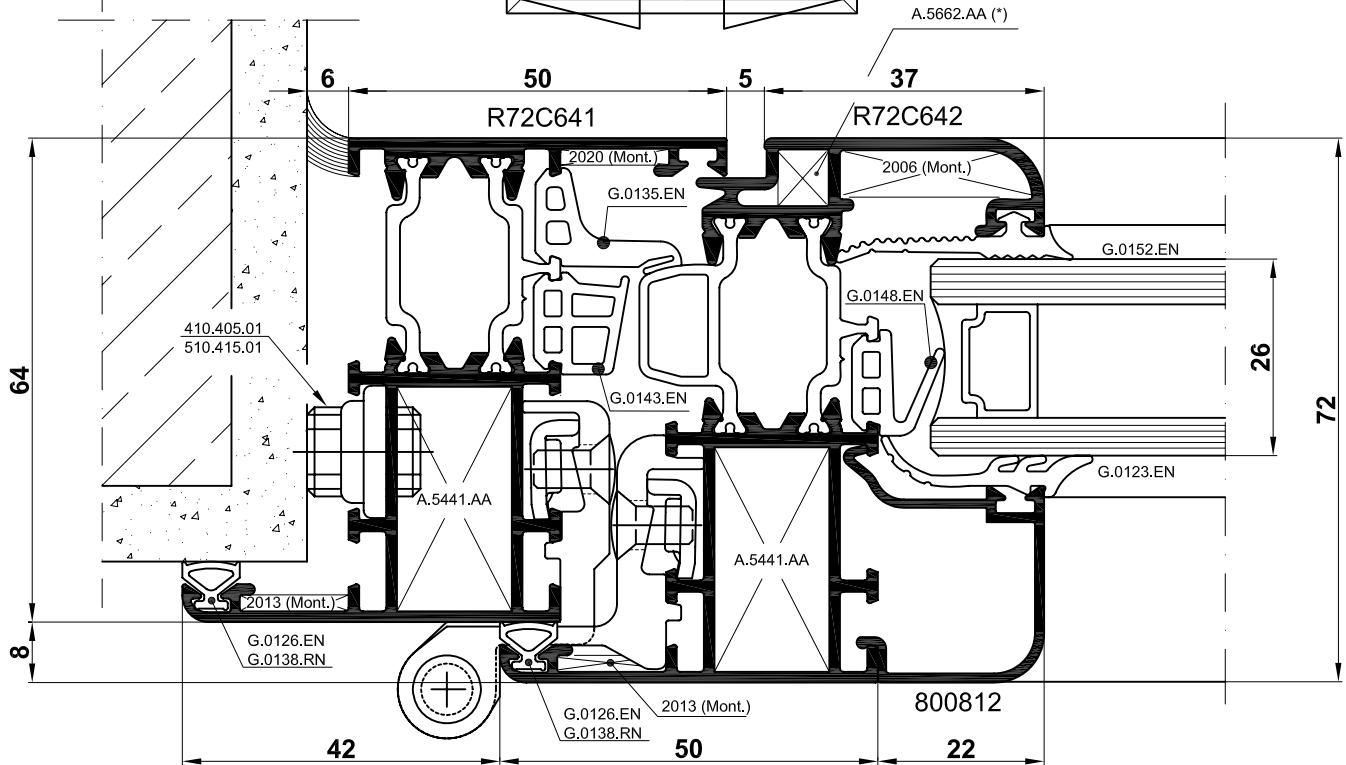 A.5662.AA (*)
6
50
5
37
R72C641
R72C642
2020 (Mont.)
2006 (Mont.)
G.0135.EN
G.0152.EN
G.0148.EN
410.405.01
510.415.01
64
26
72
G.0143.EN
G.0123.EN
A.5441.AA
A.5441.AA
2013 (Mont.)
G.0126.EN
G.0138.RN
8
2013 (Mont.)
800812
G.0126.EN
G.0138.RN
42
50
22